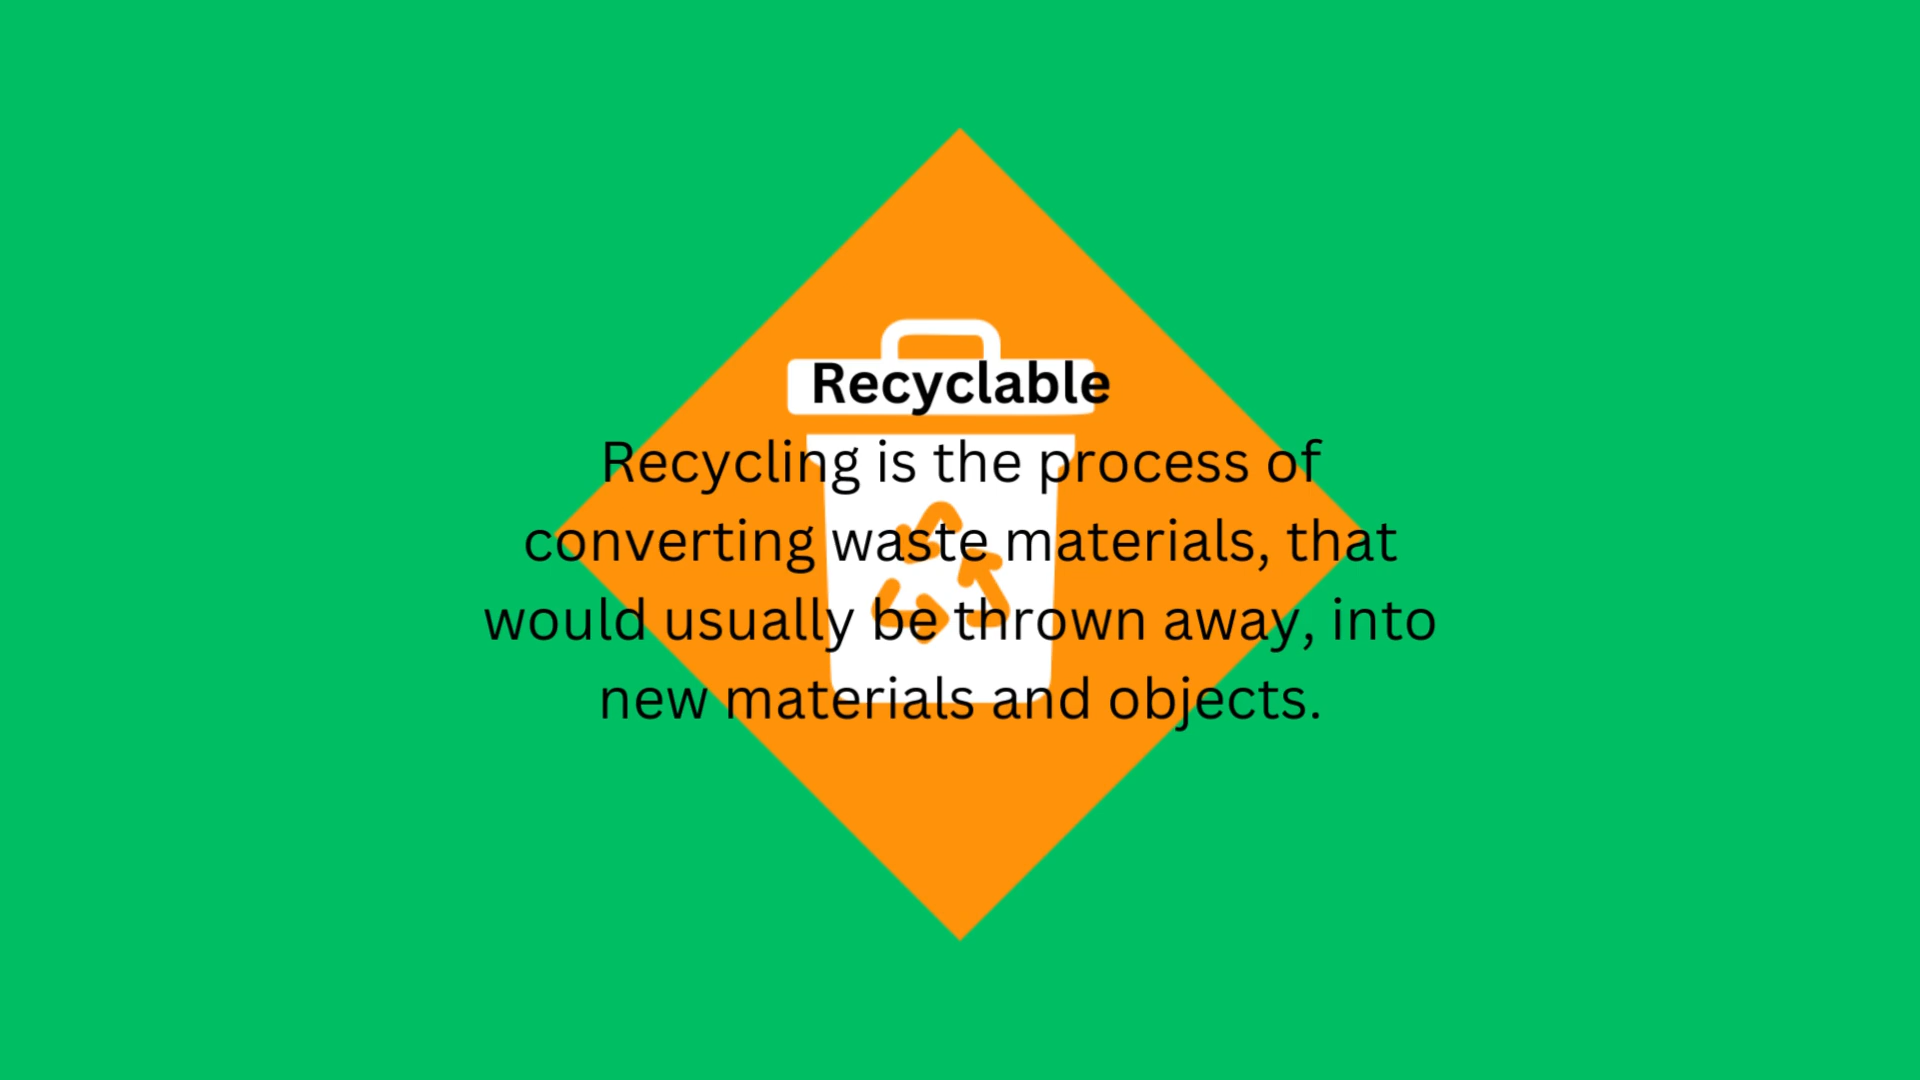 Recyclable
Recycling is the process of
converting waste materials, that
would usually be thrown away, into
new materials and objects.